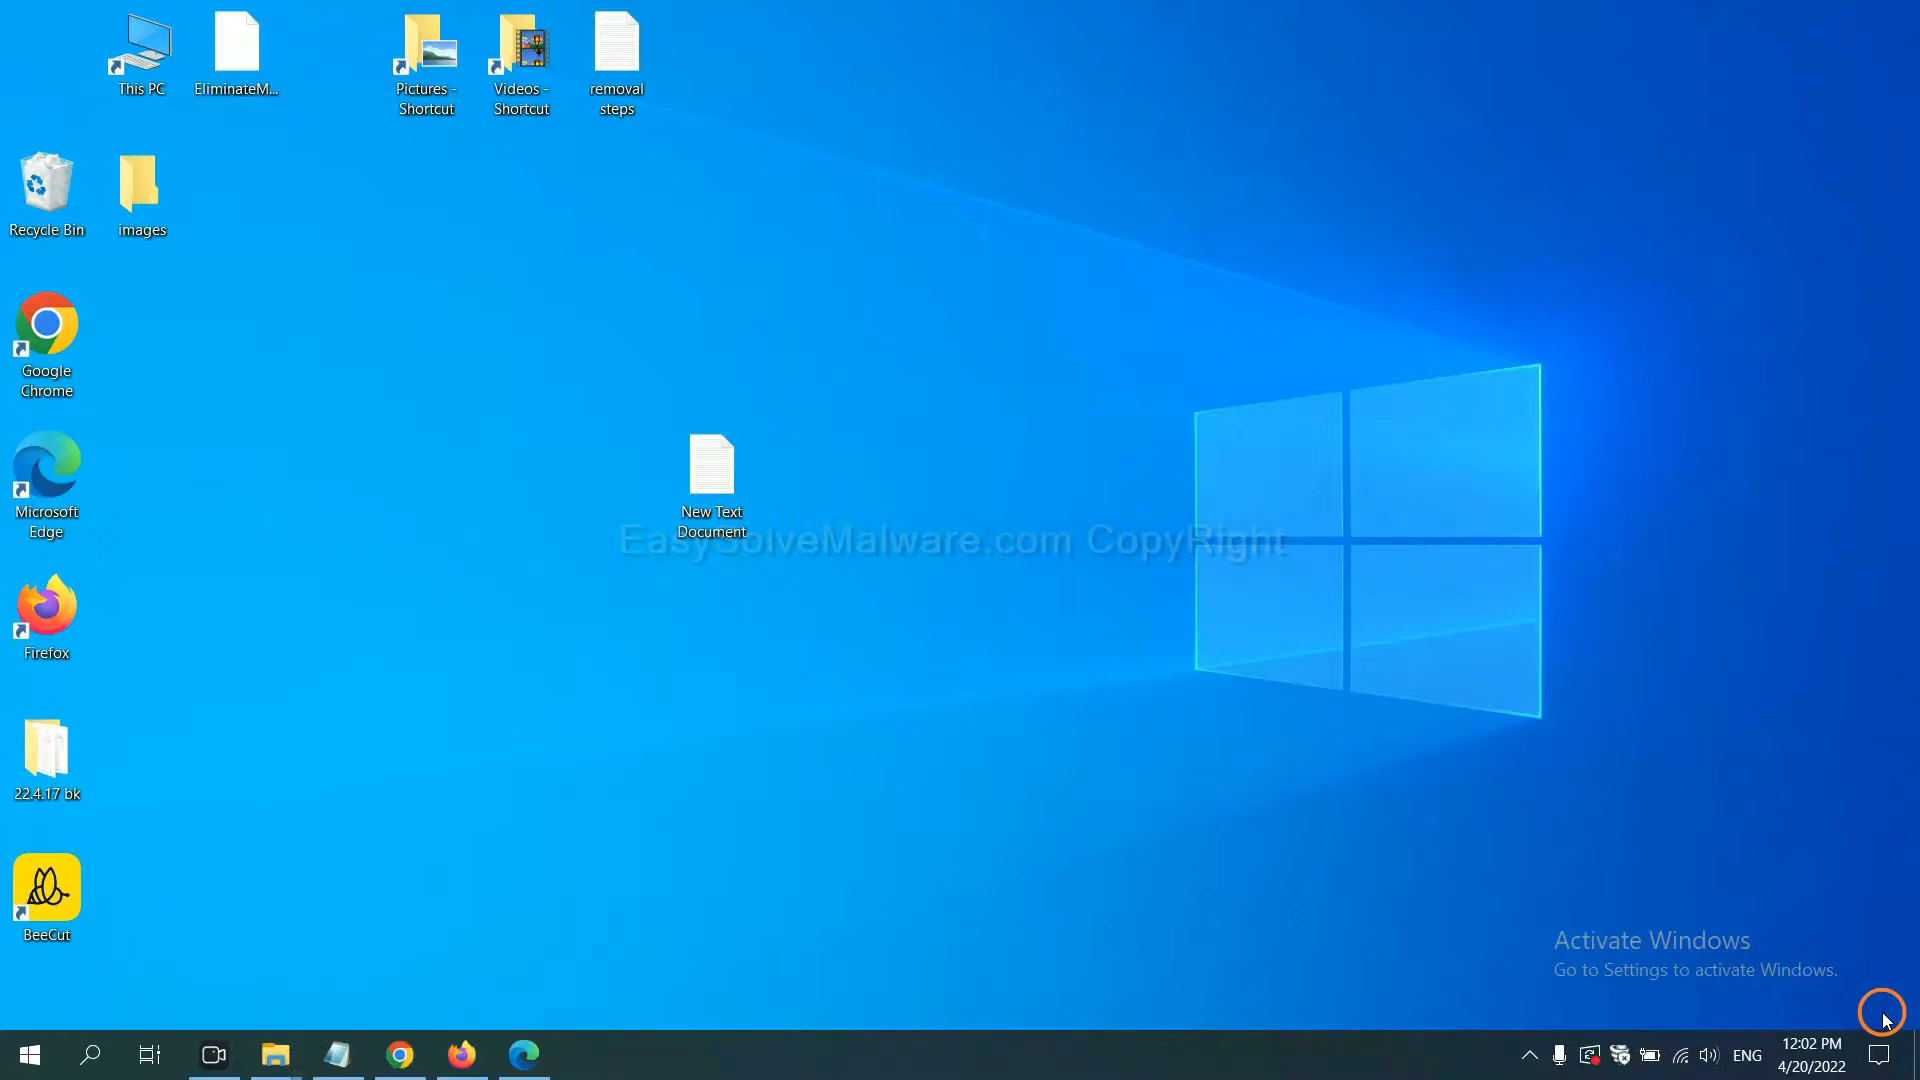 This PC
EliminateM...
Pictures -
Shortcut
Videos -
Shortcut
removal
steps
Recycle Bin
images
Google
Chrome
Microsoft
Edge
New Text
Document
EasySolveMalware.com CopyRight
Firefox
22.4.17 bk
BeeCut
Activate Windows
Go to Settings to activate Windows.
ENG
12:02 PM
4/20/2022